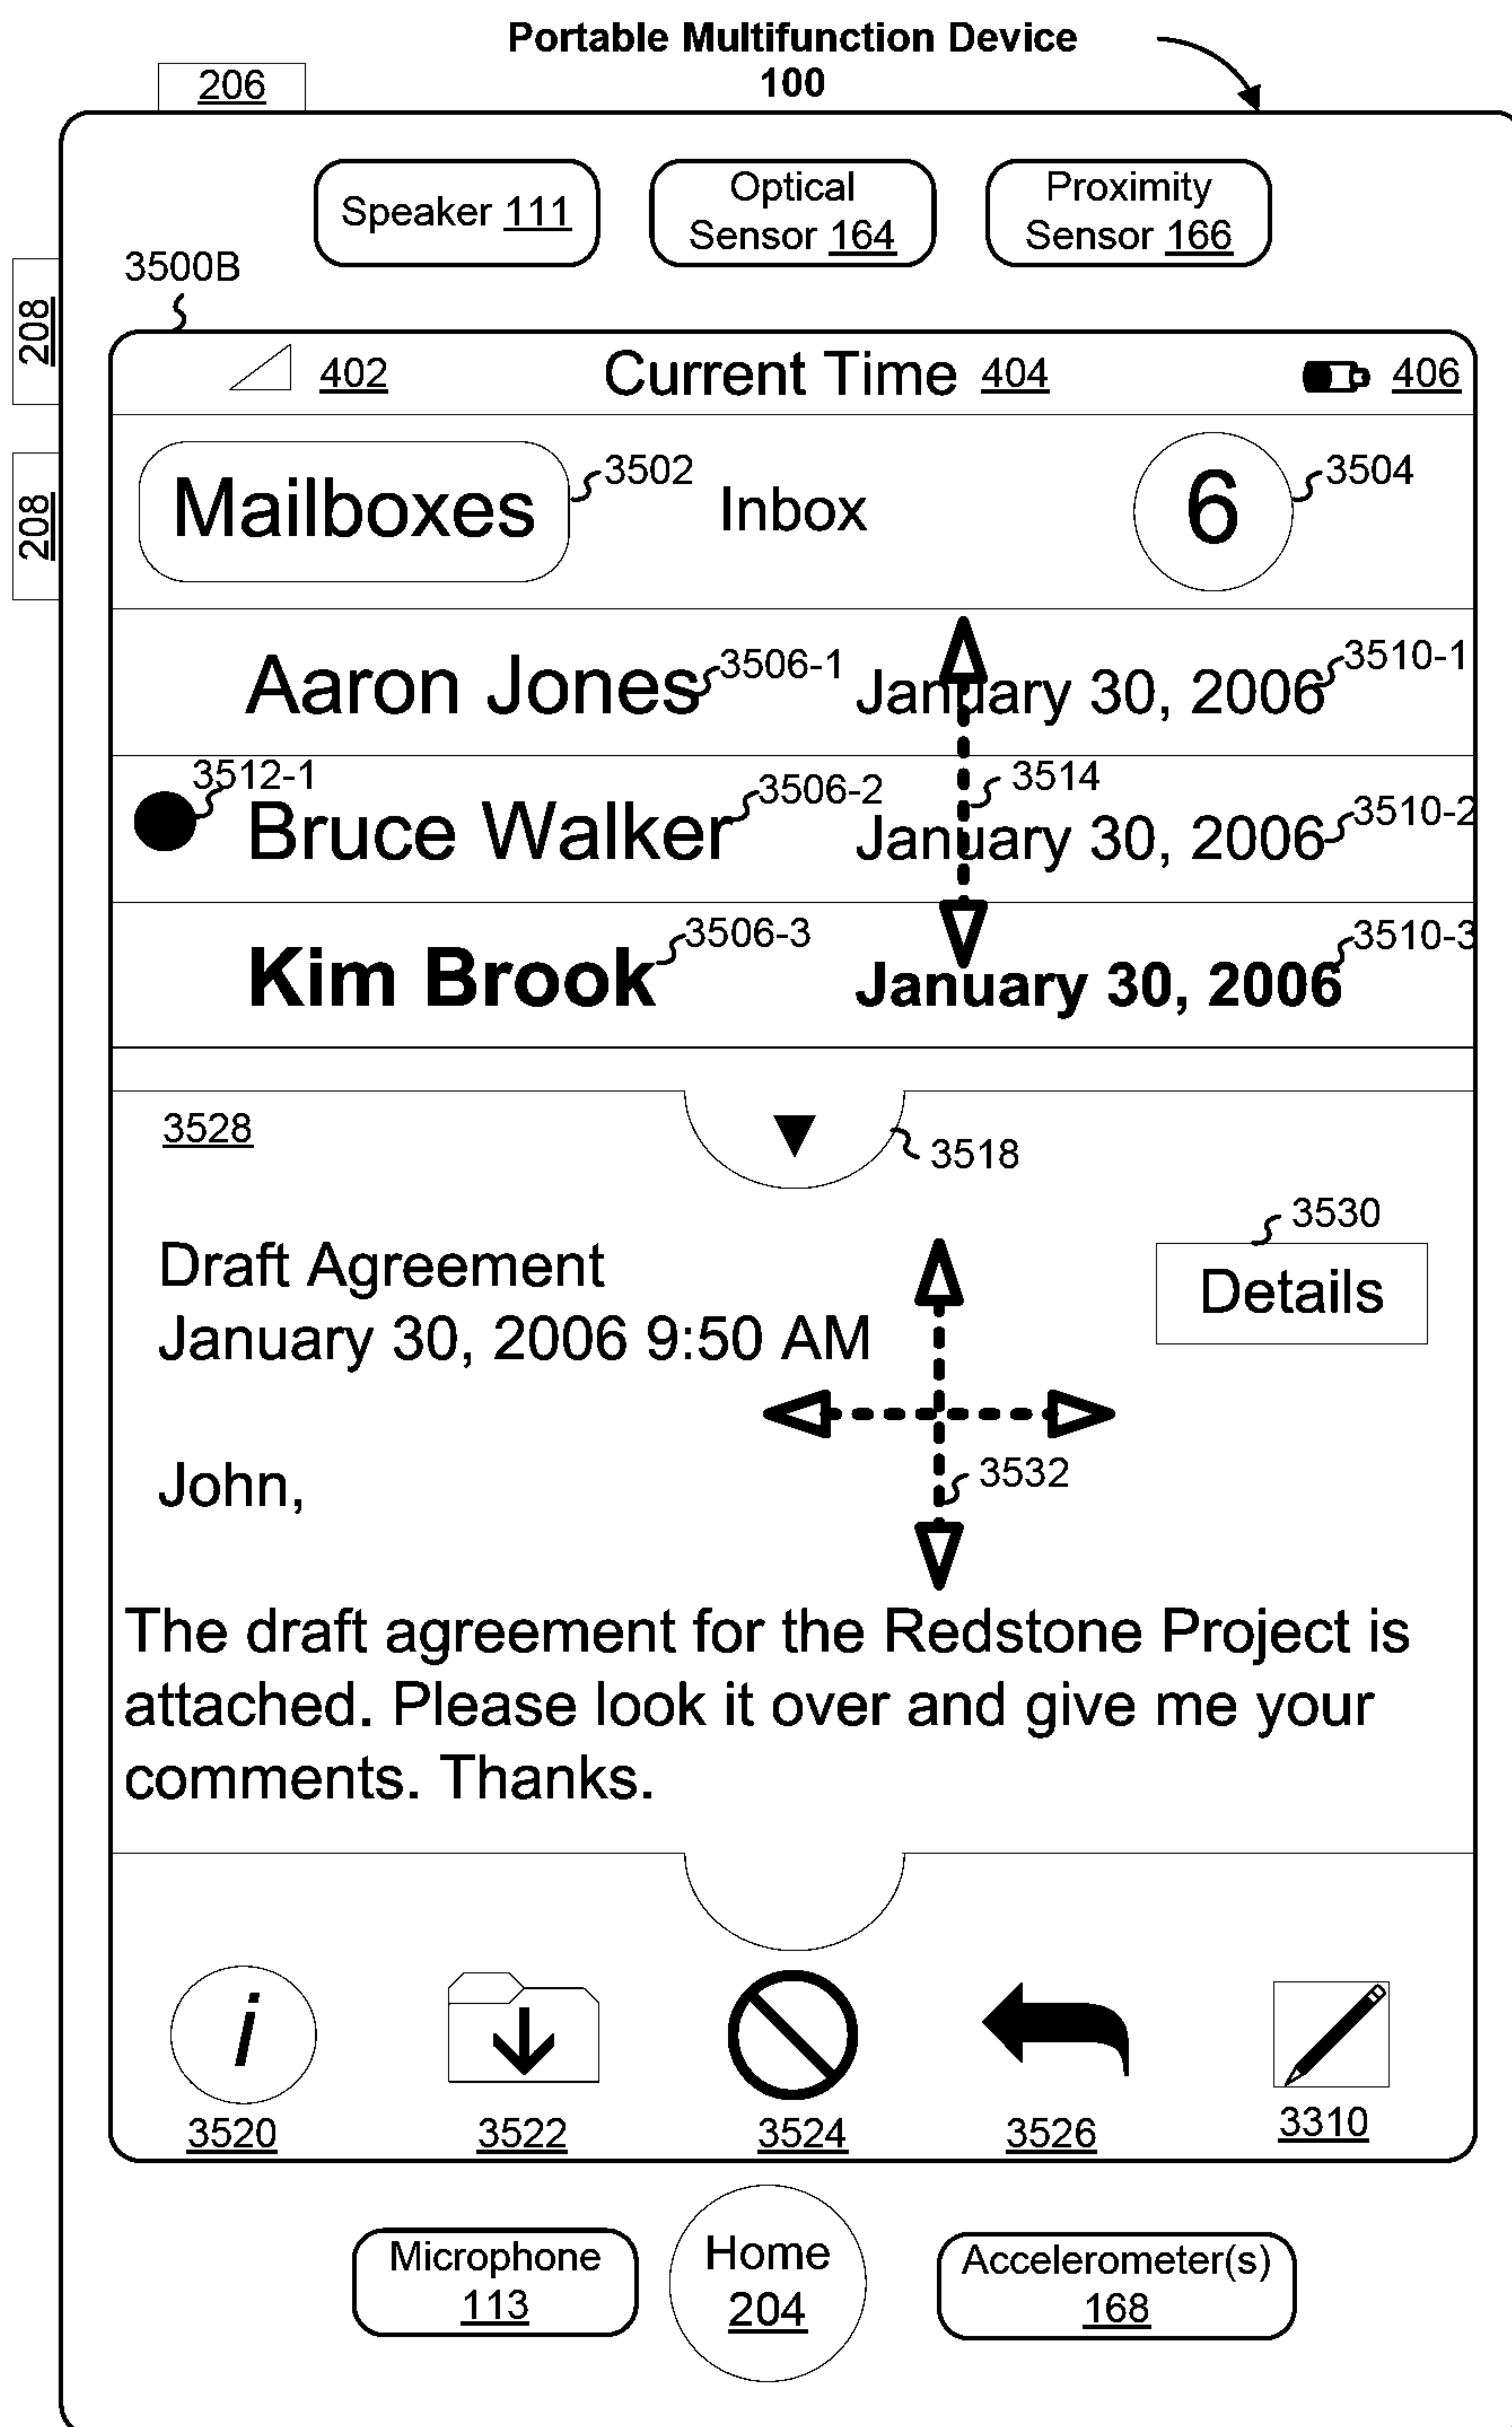 Portable Multifunction Device
100
206
Speaker 111
Optical
Sensor 164
Proximity
Sensor 166
3500B
208
208
402
Current Time 404
406
Mailboxes
3502
Inbox
6
3504
Aaron Jones
3506-1
January 30, 2006
3510-1
3512-1
Bruce Walker
3506-2
3514
January 30, 2006
3510-2
Kim Brook
3506-3
January 30, 2006
3510-3
3528
3518
3530
Draft Agreement
Details
January 30, 2006 9:50 AM
3532
John,
The draft agreement for the Redstone Project is
attached. Please look it over and give me your
comments. Thanks.
i
3520
3522
3524
3526
3310
Microphone
113
Home
204
Accelerometer(s)
168